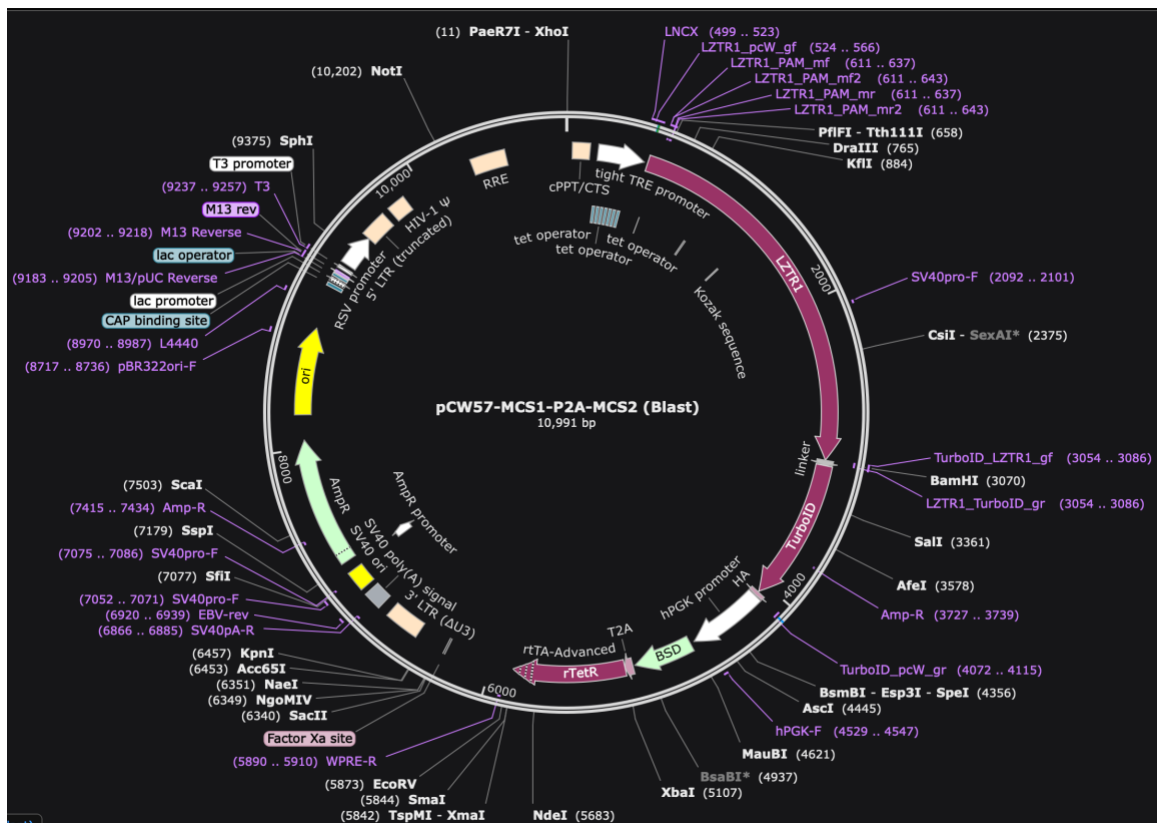 (11) PaeR7I - XhoI
(10,202) NotI
(9375) SphI
T3 promoter
(9237 .. 9257) T3
M13 rev
(9202 .. 9218) M13 Reverse
lac operator
(9183 .. 9205) M13/pUC Reverse
lac promoter
CAP binding site
(8970 .. 8987) L4440
(8717 .. 8736) pBR322ori-F
LNCX (499 .. 523)
LZTR1_pcW_gf (524 .. 566)
LZTR1_PAM_mf (611 .. 637)
LZTR1_PAM_mf2 (611 .. 643)
LZTR1_PAM_mr (611 .. 637)
LZTR1_PAM_mr2 (611 .. 643)
PflFI - Tth111I (658)
DraIII (765)
KflI (884)
SV40pro-F (2092 .. 2101)
CsiI - SexAI* (2375)
TurboID_LZTR1_gf (3054 .. 3086)
BamHI (3070)
LZTR1_TurboID_gr (3054 .. 3086)
SalI (3361)
AfeI (3578)
Amp-R (3727 .. 3739)
TurboID_pcW_gr (4072 .. 4115)
BsmBI - Esp3I - SpeI (4356)
AscI (4445)
hPGK-F (4529 .. 4547)
MauBI (4621)
BsaBI* (4937)
XbaI (5107)
NdeI (5683)
(5842) TspMI - XmaI
(5844) SmaI
(5873) EcoRV
(5890 .. 5910) WPRE-R
Factor Xa site
(6340) SacII
(6349) NgoMIV
(6351) NaeI
(6453) Acc65I
(6457) KpnI
(6866 .. 6885) SV40pA-R
(6920 .. 6939) EBV-rev
(7052 .. 7071) SV40pro-F
(7077) SfiI
(7075 .. 7086) SV40pro-F
(7179) SspI
(7415 .. 7434) Amp-R
(7503) ScaI
RRE
cPPT/CTS
tight TRE promoter
tet operator
tet operator
tet operator
Kozak sequence
LZTR1
2000
linker
TurboID
4000
HA
hPGK promoter
BSD
T2A
rtTA-Advanced
rTetR
6000
3' LTR (ΔU3)
SV40 poly(A) signal
SV40 ori
AmpR promoter
AmpR
8000
ori
RSV promoter
5' LTR (truncated)
HIV-1 Ψ
10,000
pCW57-MCS1-P2A-MCS2 (Blast)
10,991 bp